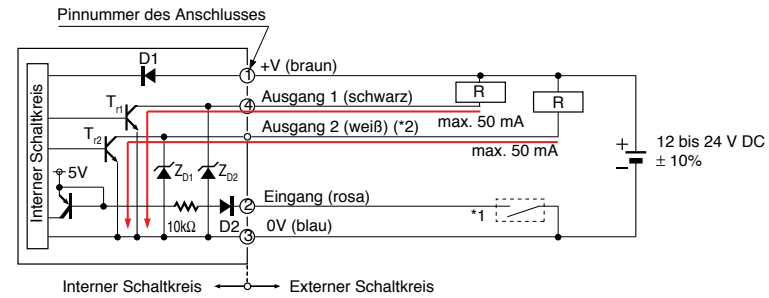 Pinnummer des Anschlusses
D1
1
+V (braun)
Interner Schaltkreis
Tr1
4
Ausgang 1 (schwarz)
R
R
max. 50 mA
Tr2
Ausgang 2 (weiß) (*2)
max. 50 mA
+
12 bis 24 V DC
−
± 10%
5V
ZD1
ZD2
Eingang (rosa)
2
*1
10kΩ
D2
3
0V (blau)
Interner Schaltkreis
Externer Schaltkreis